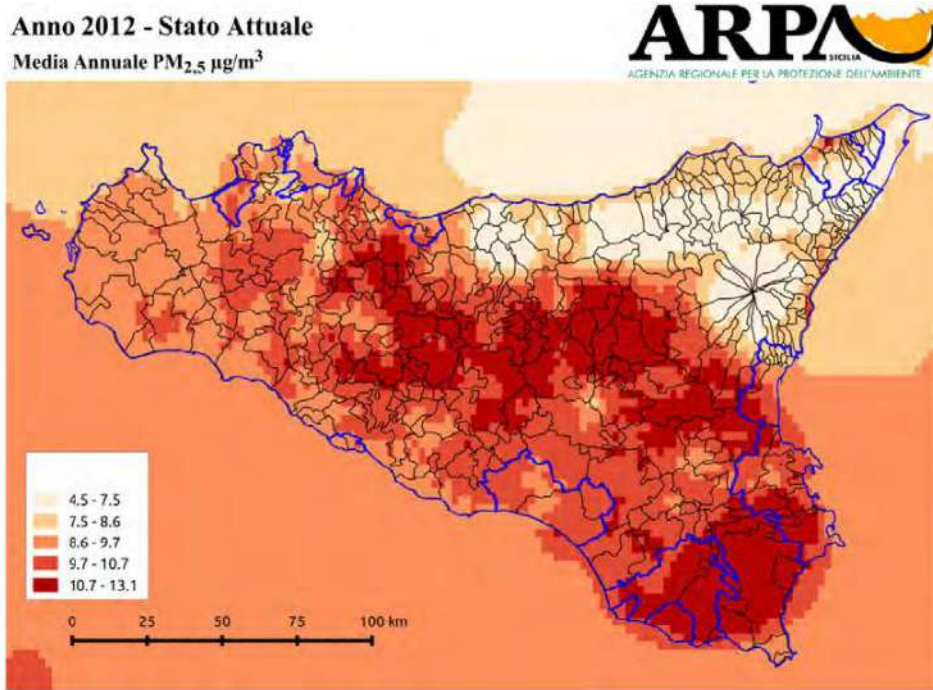 Anno 2012 - Stato Attuale
Media Annuale PM2,5 µg/m3
ARPA
SICILIA
AGENZIA REGIONALE PER LA PROTEZIONE DELL'AMBIENTE
4.5 - 7.5
7.5 - 8.6
8.6 - 9.7
9.7 - 10.7
10.7 - 13.1
0 25 50 75 100 km